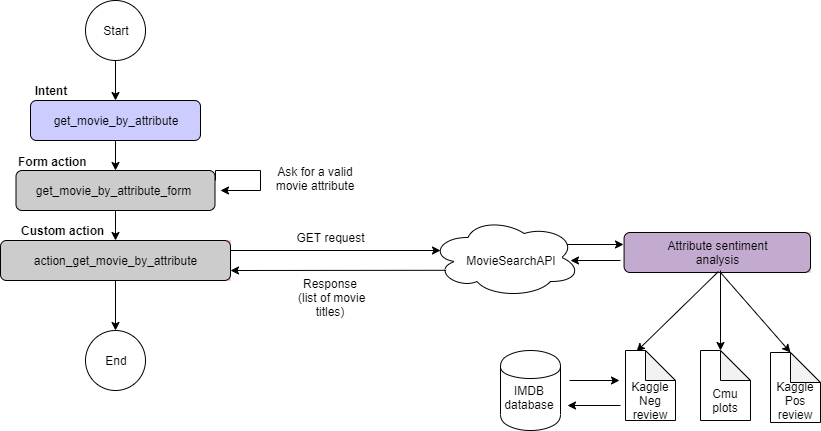 Start
Intent
get_movie_by_attribute
Form action
get_movie_by_attribute_form
Ask for a valid
movie attribute
Custom action
action_get_movie_by_attribute
GET request
Response
(list of movie
titles)
MovieSearchAPI
Attribute sentiment
analysis
End
IMDB
database
Kaggle
Neg
review
Cmu
plots
Kaggle
Pos
review